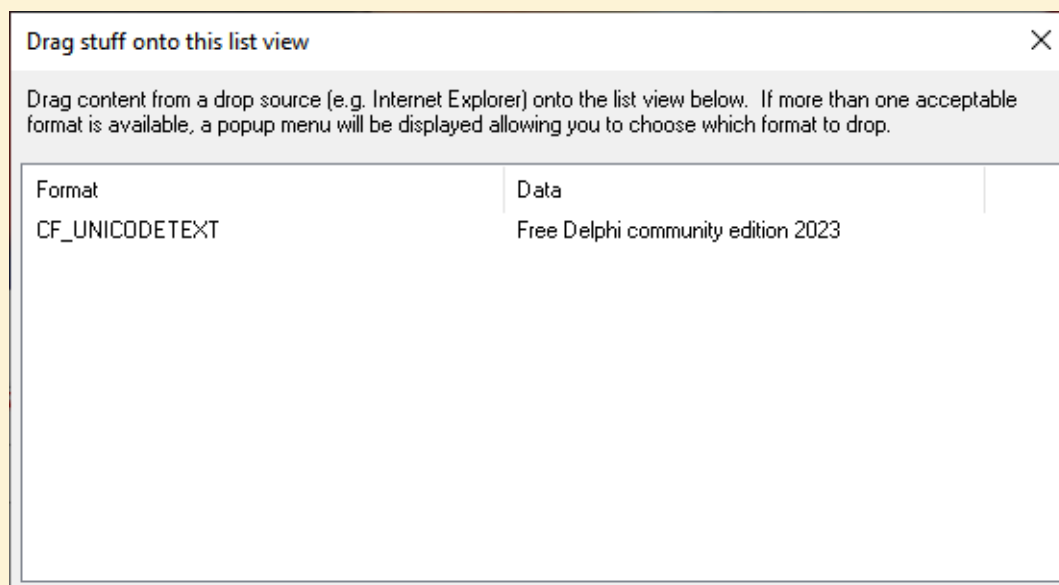 Drag stuff onto this list view
Drag content from a drop source (e.g. Internet Explorer) onto the list view below. If more than one acceptable
format is available, a popup menu will be displayed allowing you to choose which format to drop.
Format Data
CF_UNICODETEXT Free Delphi community edition 2023